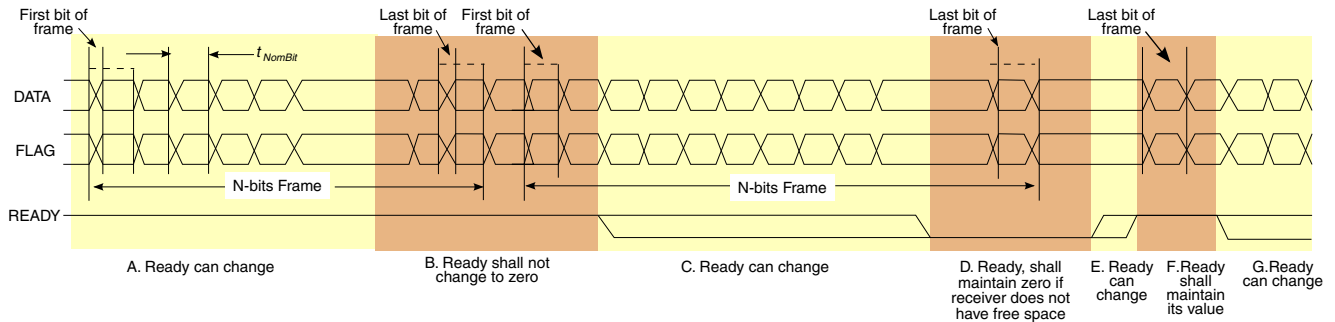 First bit of
frame
t NomBit
Last bit of
frame
First bit of
frame
Last bit of
frame
Last bit of
frame
DATA
FLAG
N-bits Frame
N-bits Frame
READY
A. Ready can change
B. Ready shall not
change to zero
C. Ready can change
D. Ready, shall
maintain zero if
receiver does not
have free space
E. Ready
can
change
F.Ready
shall
maintain
its value
G.Ready
can change